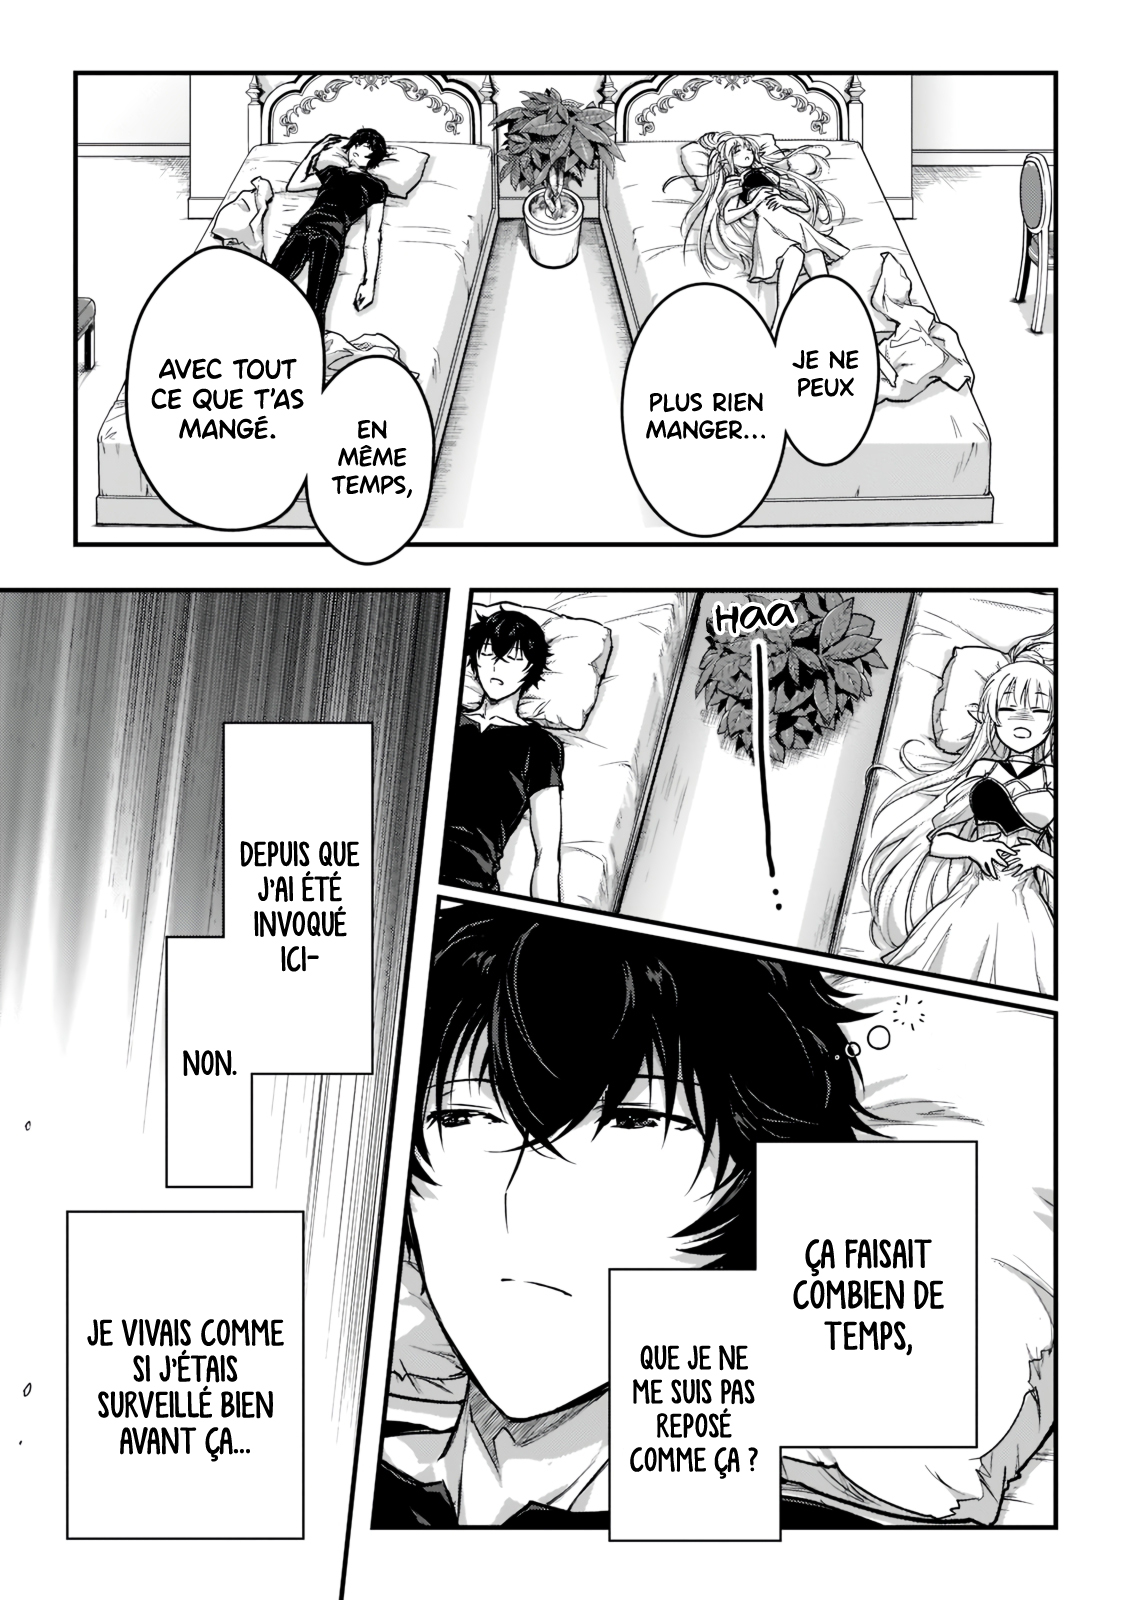 JE NE
PEUX
PLUS RIEN
MANGER...
EN
MÊME
TEMPS,
AVEC TOUT
CE QUE T'AS
MANGÉ.
HAA
ÇA FAISAIT
COMBIEN DE
TEMPS,
QUE JE NE
ME SUIS PAS
REPOSÉ
COMME ÇA ?
DEPUIS QUE
J'AI ÉTÉ
INVOQUÉ
ICI-
NON.
JE VIVAIS COMME
SI J'ÉTAIS
SURVEILLÉ BIEN
AVANT ÇA...